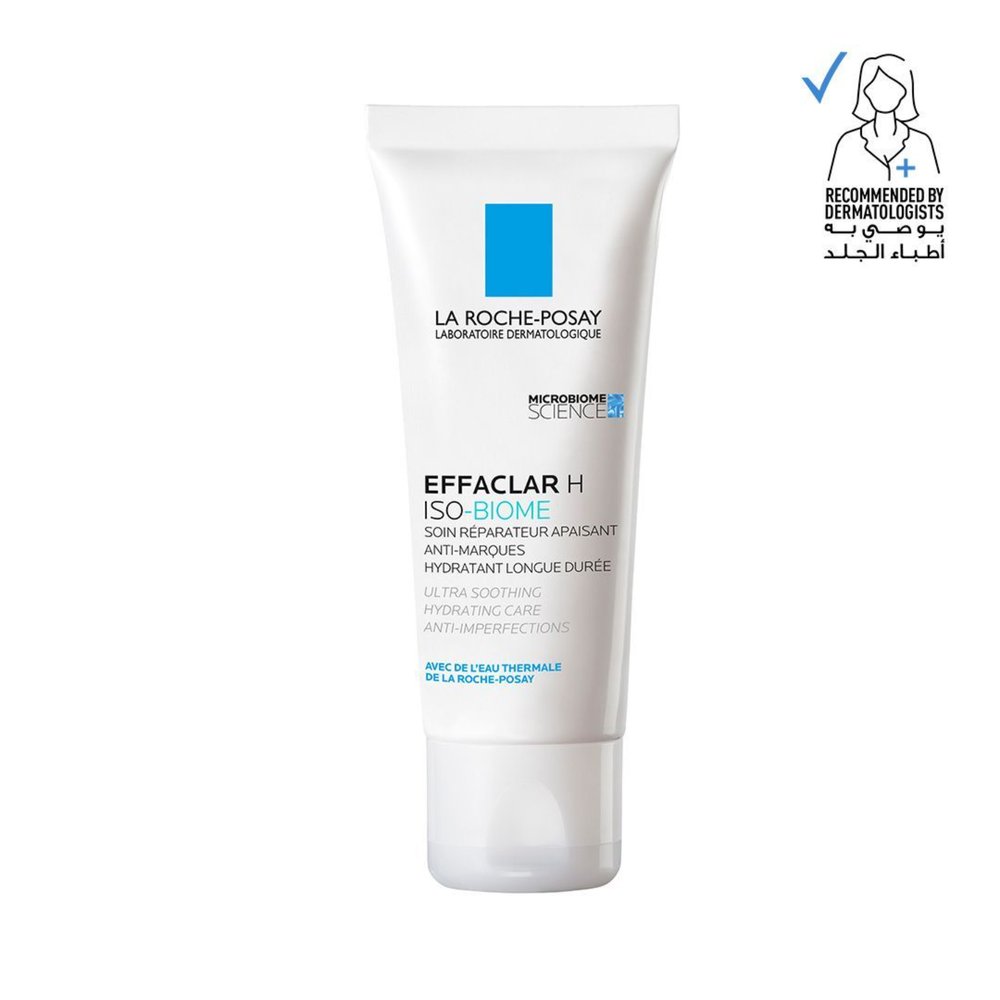 RECOMMENDED BY
DERMATOLOGISTS
يوصي به
أطباء الجلد
LA ROCHE-POSAY
LABORATOIRE DERMATOLOGIQUE
MICROBIOME
SCIENCE
EFFACLAR H
ISO-BIOME
SOIN RÉPARATEUR APAISANT
ANTI-MARQUES
HYDRATANT LONGUE DURÉE
ULTRA SOOTHING
HYDRATING CARE
ANTI-IMPERFECTIONS
AVEC DE L'EAU THERMALE
DE LA ROCHE-POSAY